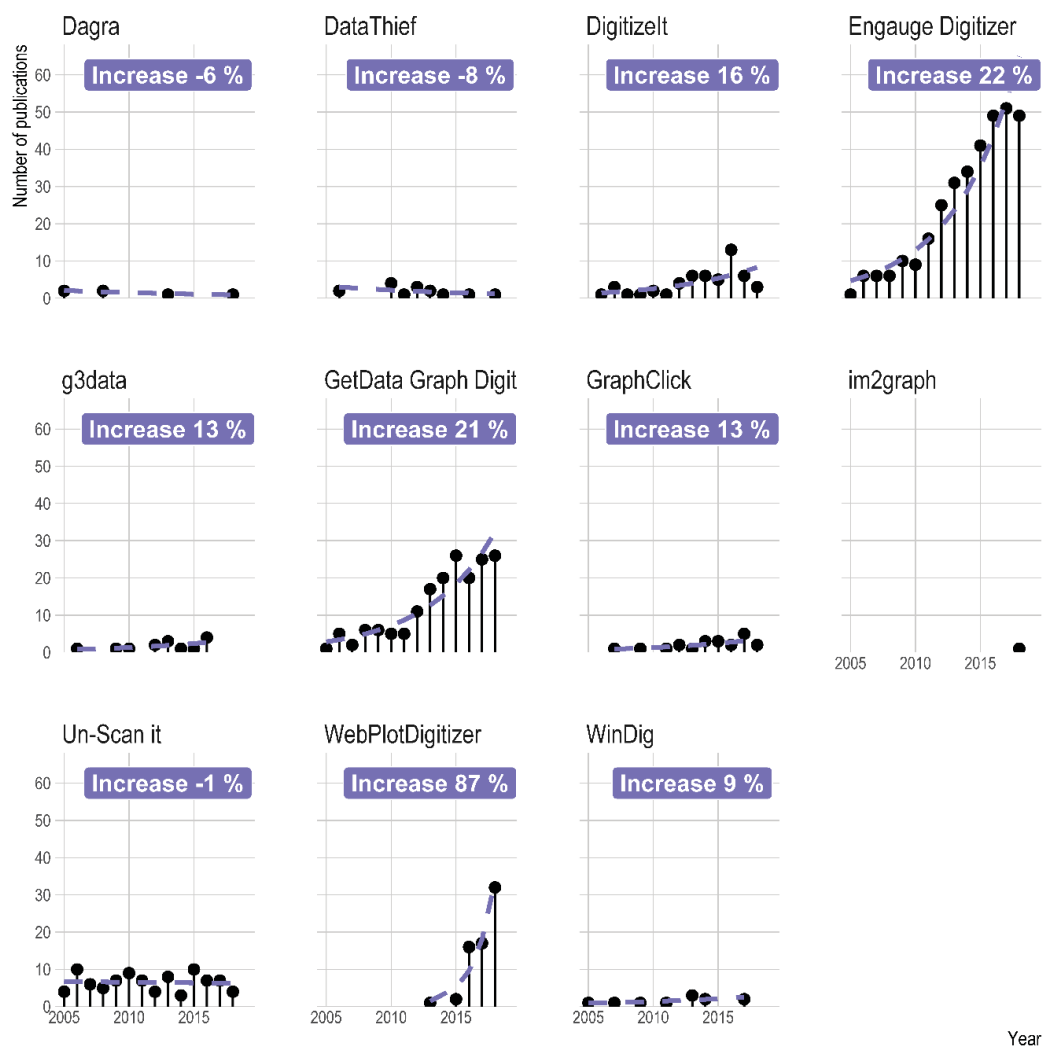 Dagra
DataThief
DigitizeIt
Engauge Digitizer
Number of publications
60
50
40
30
20
10
0
Increase -6 %
Increase -8 %
Increase 16 %
Increase 22 %
g3data
GetData Graph Digit
GraphClick
im2graph
60
50
40
30
20
10
0
Increase 13 %
Increase 21 %
Increase 13 %
2005 2010 2015
Un-Scan it
WebPlotDigitizer
WinDig
60
50
40
30
20
10
0
Increase -1 %
Increase 87 %
Increase 9 %
2005 2010 2015
2005 2010 2015
2005 2010 2015
Year